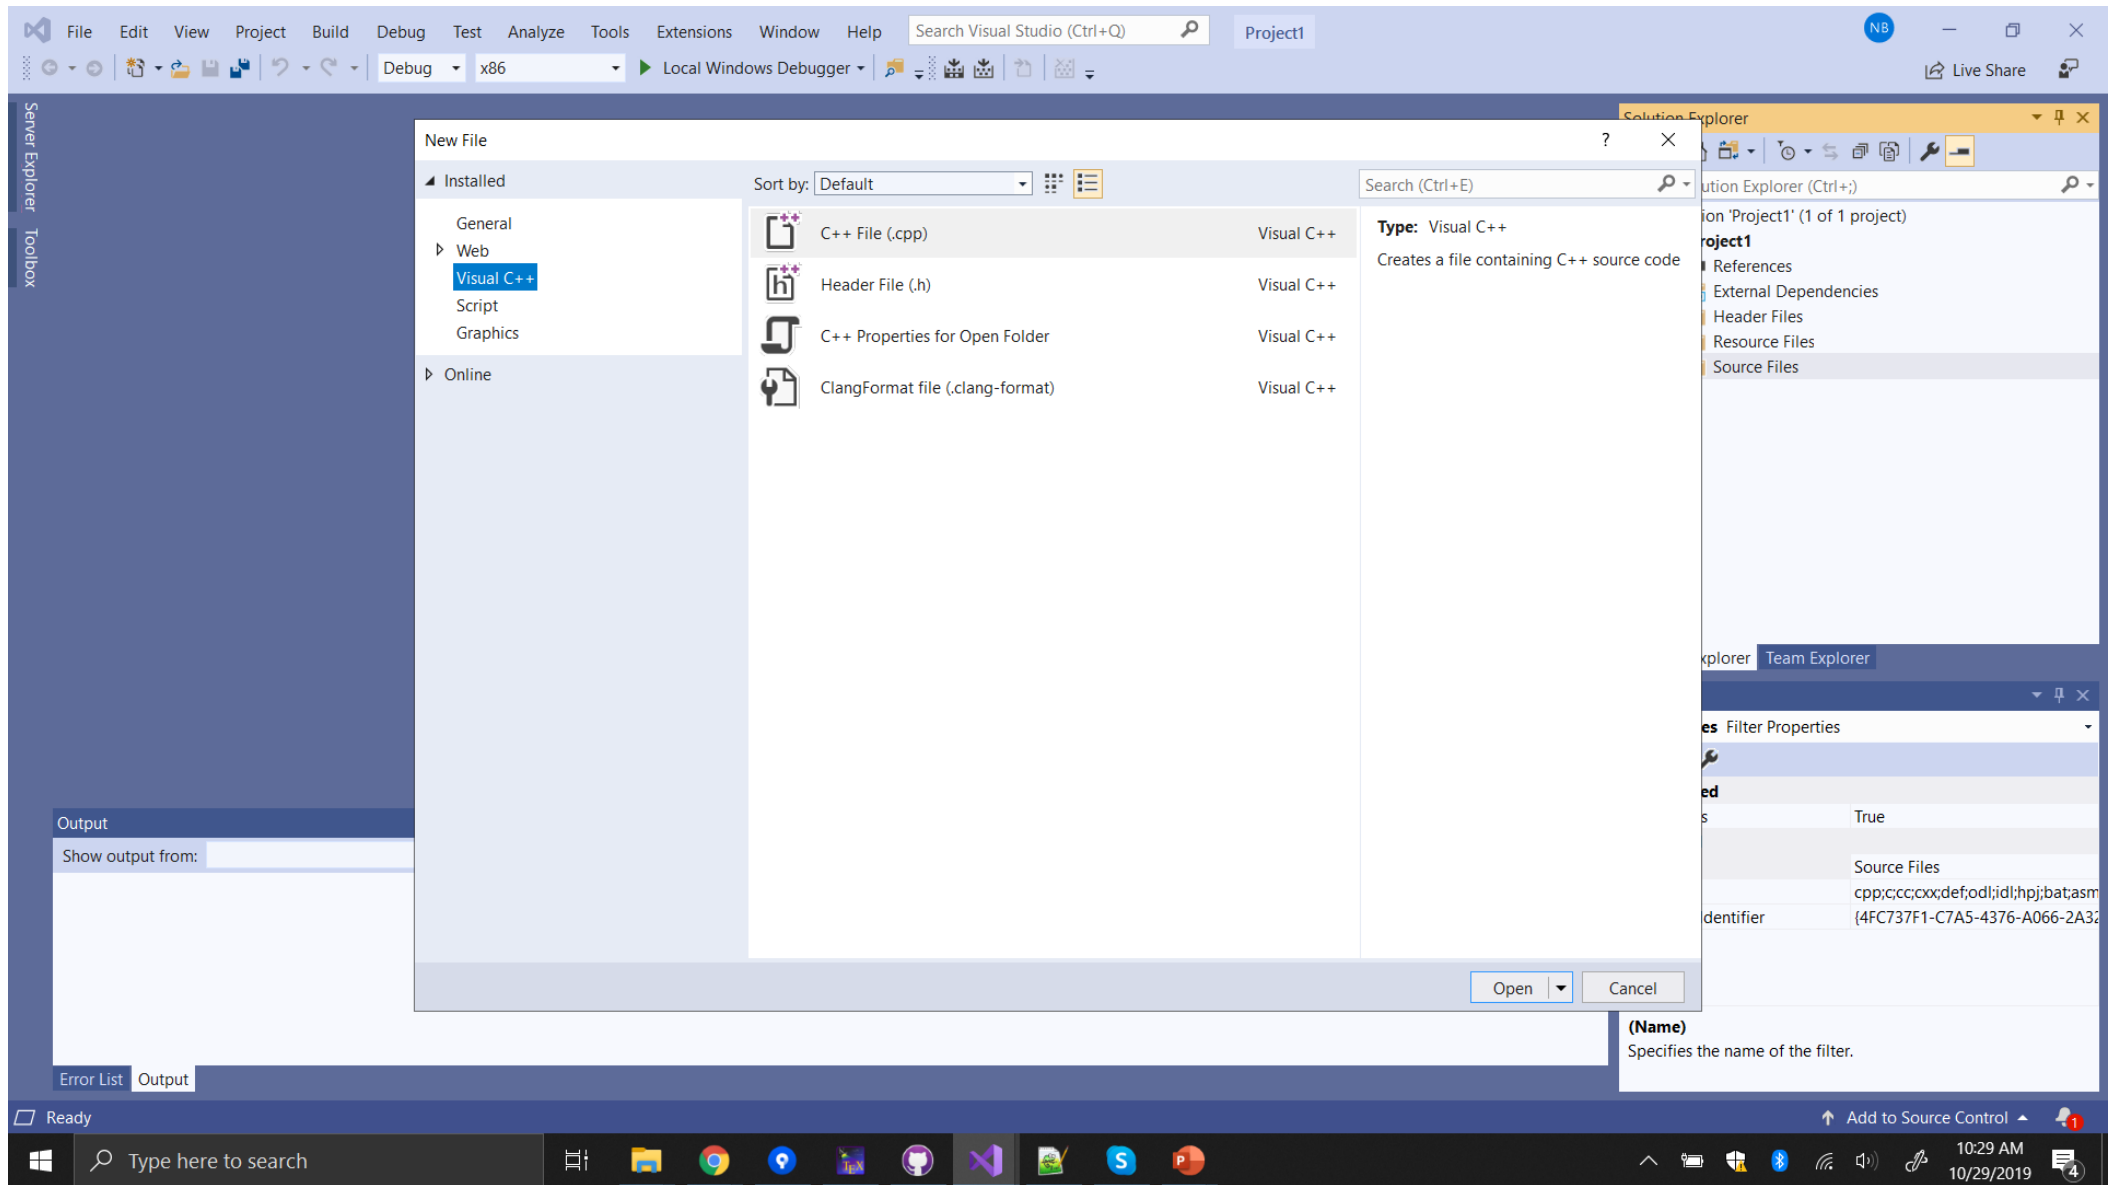 File Edit View Project Build Debug Test Analyze Tools Extensions Window Help Search Visual Studio (Ctrl+Q) Project1 NB
Debug x86 Local Windows Debugger Live Share
Server Explorer
Toolbox
New File ?
Installed
General
Web
Visual C++
Script
Graphics
Online
Sort by: Default
Search (Ctrl+E)
C++ File (.cpp) Visual C++
Header File (.h) Visual C++
C++ Properties for Open Folder Visual C++
ClangFormat file (.clang-format) Visual C++
Type: Visual C++
Creates a file containing C++ source code
Open Cancel
Solution Explorer
ution Explorer (Ctrl+;)
ion 'Project1' (1 of 1 project)
roject1
References
External Dependencies
Header Files
Resource Files
Source Files
xplorer Team Explorer
es Filter Properties
ed
s True
Source Files
cpp;c;cc;cxx;def;odl;idl;hpj;bat;asm
dentifier {4FC737F1-C7A5-4376-A066-2A32
(Name)
Specifies the name of the filter.
Output
Show output from:
Error List Output
Ready Add to Source Control 1
Type here to search
10:29 AM
10/29/2019
4